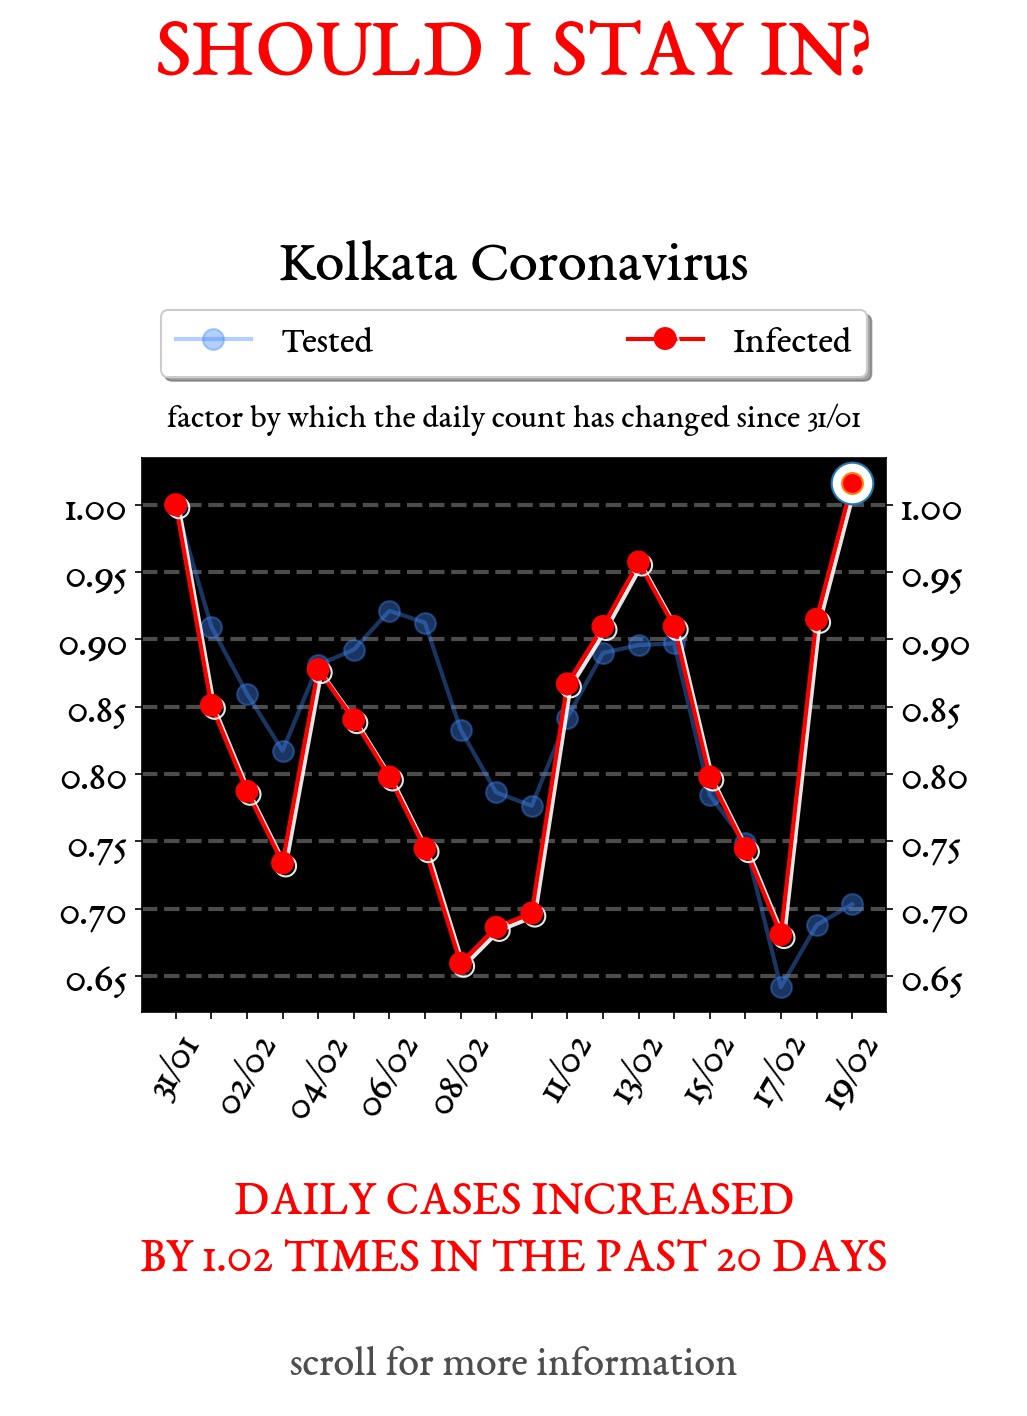 SHOULD I STAY IN?
Kolkata Coronavirus
Tested Infected
factor by which the daily count has changed since 31/01
1.00 1.00
0.95 0.95
0.90 0.90
0.85 0.85
0.80 0.80
0.75 0.75
0.70 0.70
0.65 0.65
31/01 02/02 04/02 06/02 08/02 11/02 13/02 15/02 17/02 19/02
DAILY CASES INCREASED
BY 1.02 TIMES IN THE PAST 20 DAYS
scroll for more information